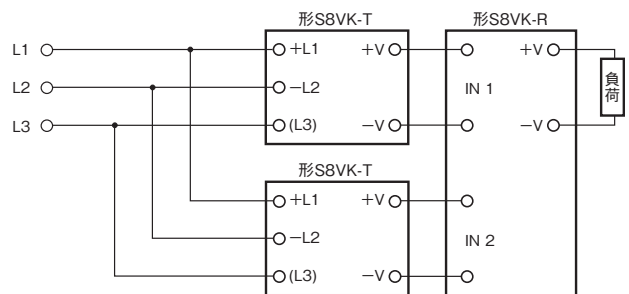 形S8VK-T
形S8VK-R
L1
+L1
+V
+V
L2
−L2
IN 1
負荷
L3
(L3)
−V
−V
形S8VK-T
+L1
+V
−L2
IN 2
(L3)
−V